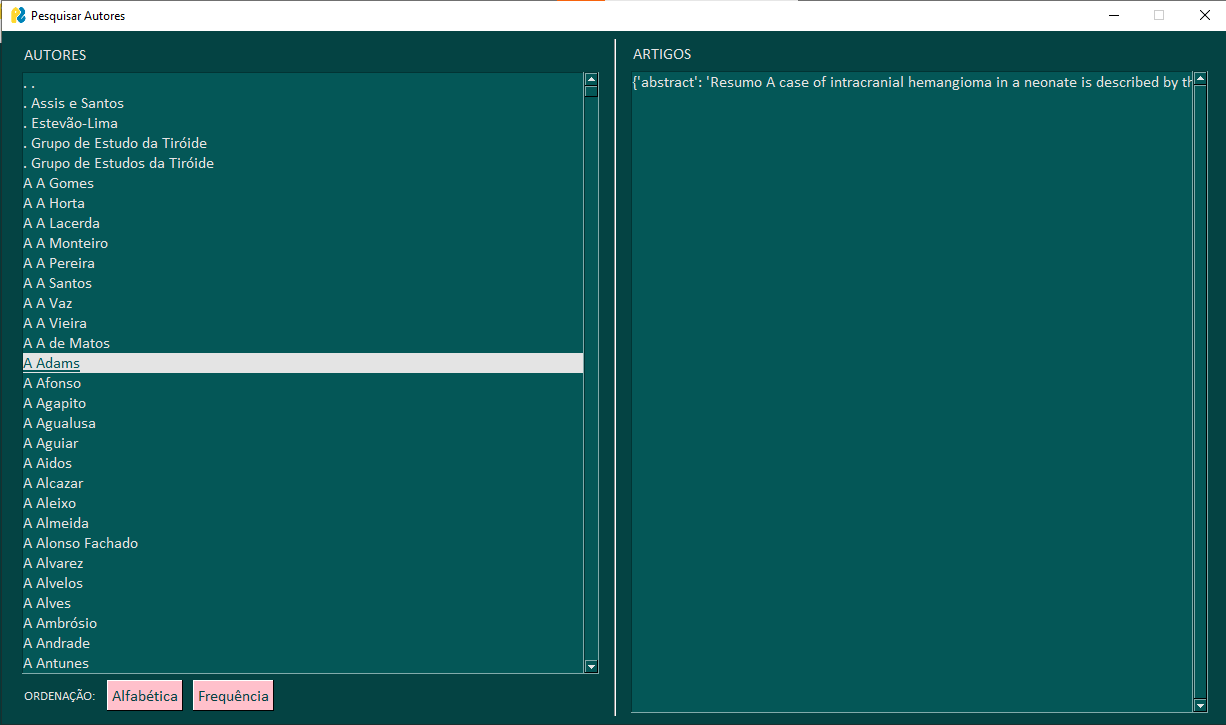 Pesquisar Autores
AUTORES
. .
. Assis e Santos
. Estevão-Lima
. Grupo de Estudo da Tiróide
. Grupo de Estudos da Tiróide
A A Gomes
A A Horta
A A Lacerda
A A Monteiro
A A Pereira
A A Santos
A A Vaz
A A Vieira
A A de Matos
A Adams
A Afonso
A Agapito
A Agualusa
A Aguiar
A Aidos
A Alcazar
A Aleixo
A Almeida
A Alonso Fachado
A Alvarez
A Alvelos
A Alves
A Ambrósio
A Andrade
A Antunes
ORDENAÇÃO: Alfabética Frequência
ARTIGOS
{'abstract': 'Resumo A case of intracranial hemangioma in a neonate is described by th